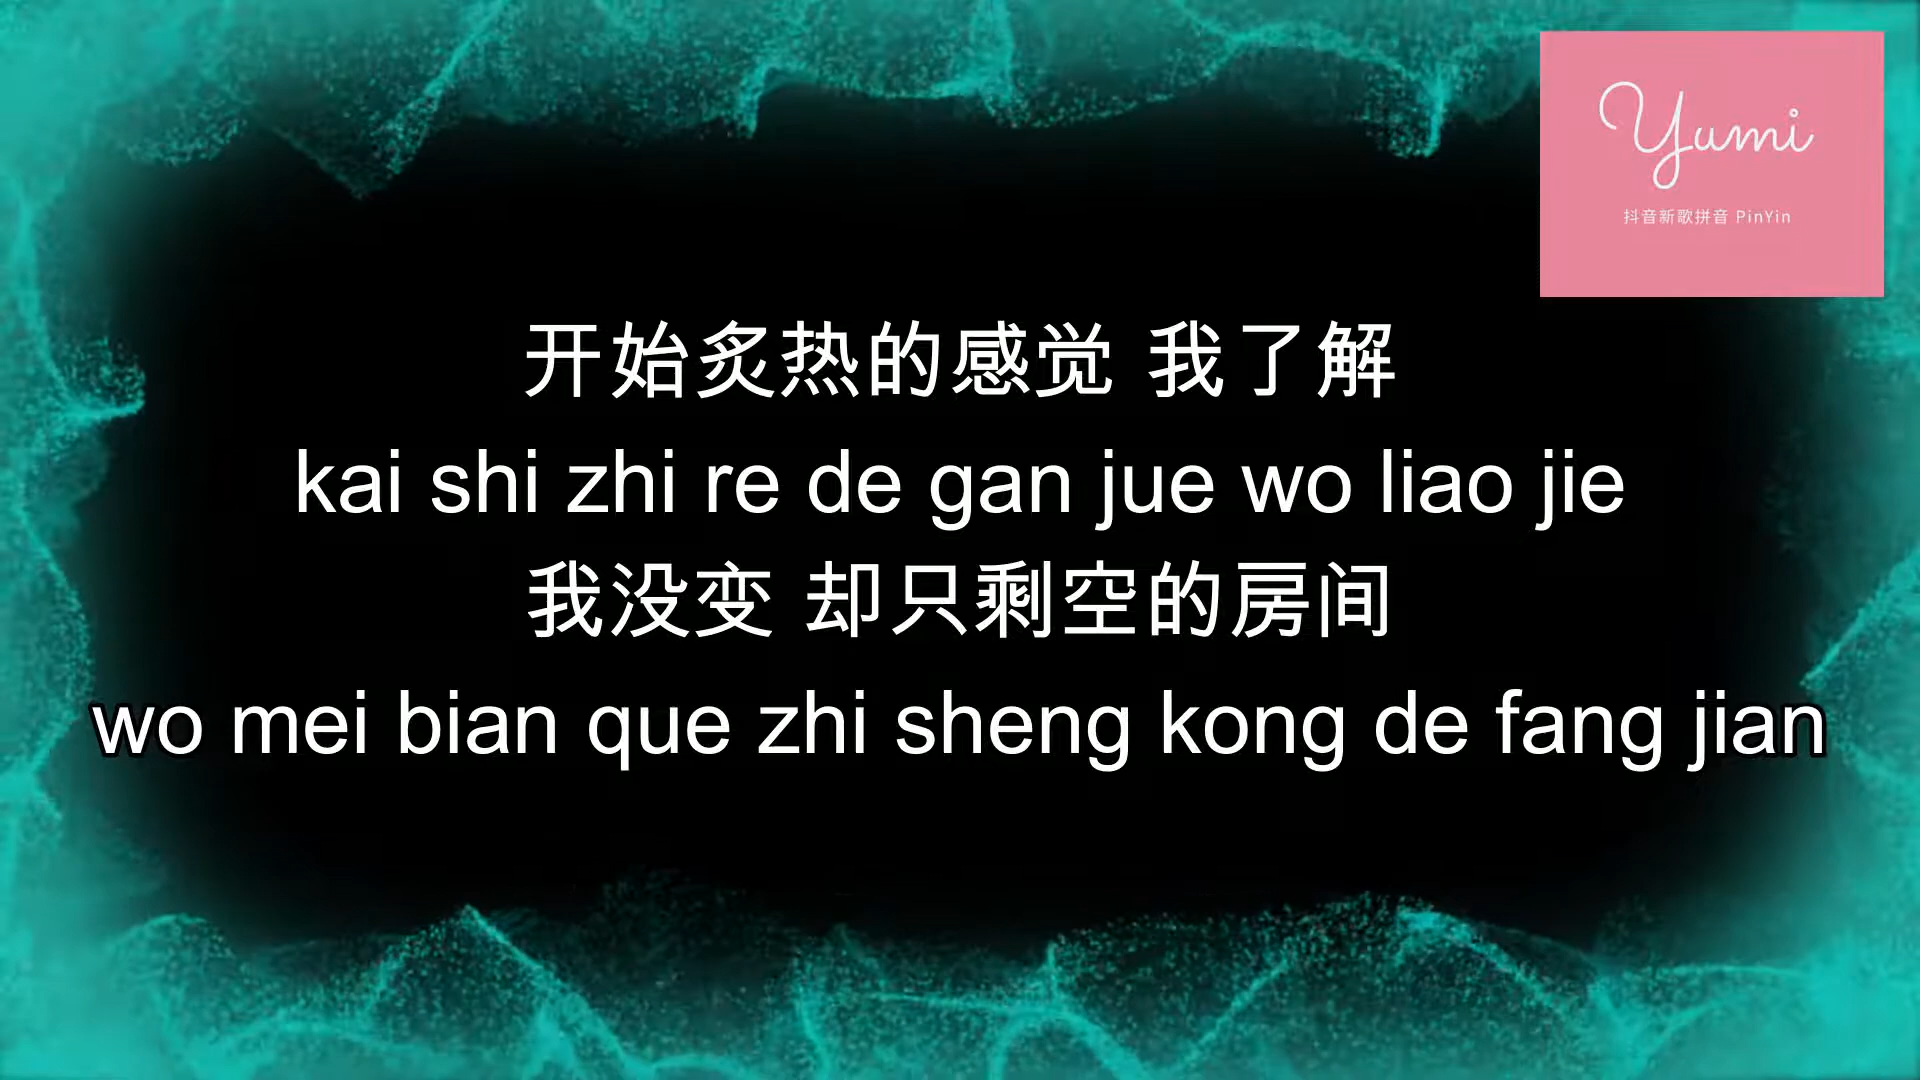 Yumi
抖音新歌拼音 PinYin
开始炙热的感觉 我了解
kai shi zhi re de gan jue wo liao jie
我没变 却只剩空的房间
wo mei bian que zhi sheng kong de fang jian